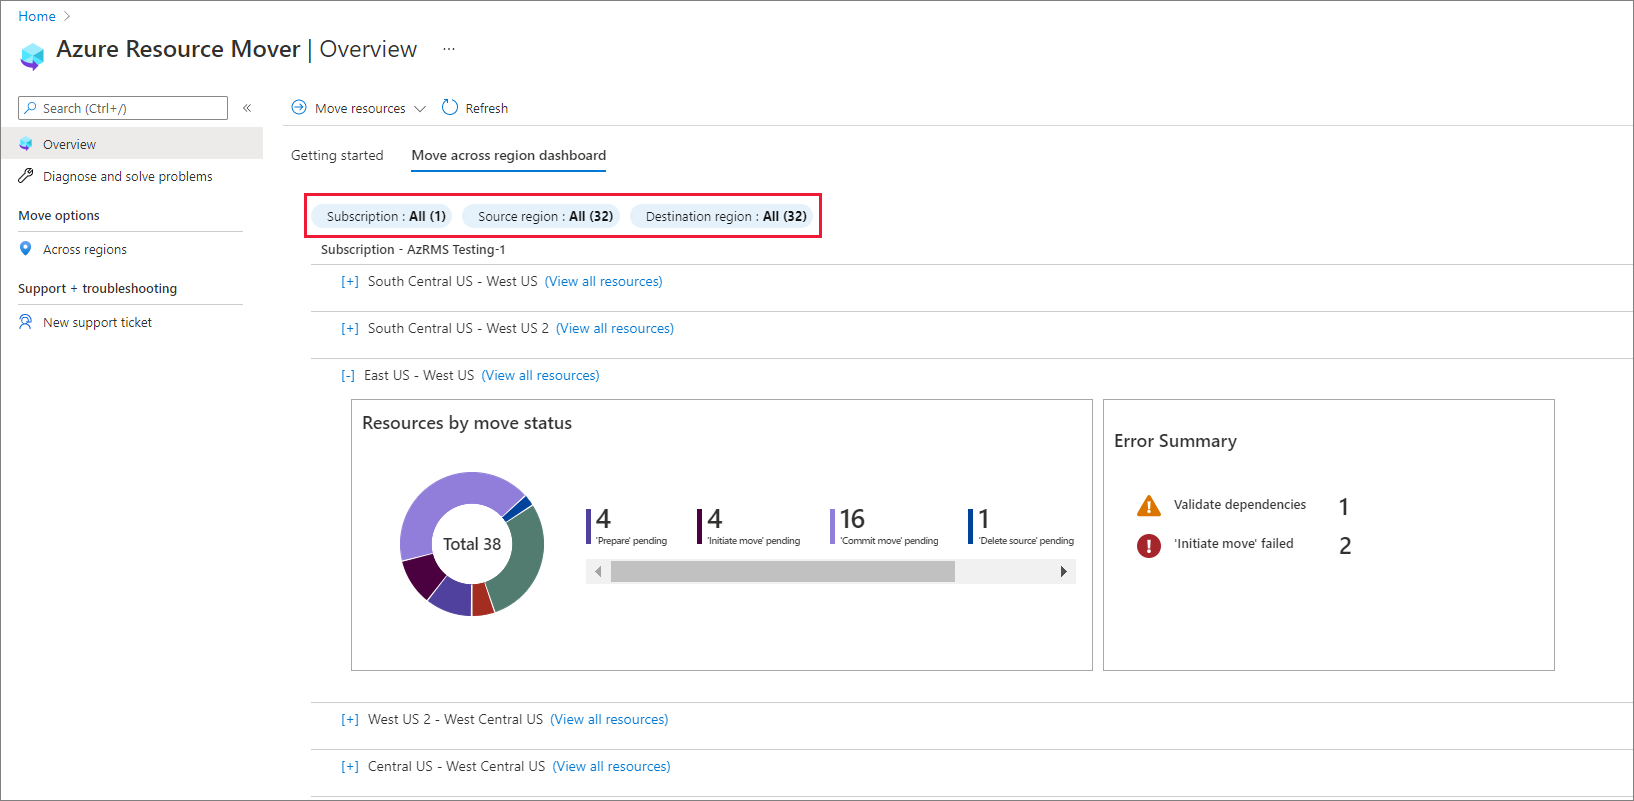 Home
Azure Resource Mover | Overview ...
Search (Ctrl+/) «
Overview
Diagnose and solve problems
Move options
Across regions
Support + troubleshooting
New support ticket
Move resources Refresh
Getting started Move across region dashboard
Subscription : All (1) Source region : All (32) Destination region : All (32)
Subscription - AzRMS Testing-1
[+] South Central US - West US (View all resources)
[+] South Central US - West US 2 (View all resources)
[-] East US - West US (View all resources)
Resources by move status
Total 38
4
'Prepare' pending
4
'Initiate move' pending
16
'Commit move' pending
1
'Delete source' pending
Error Summary
Validate dependencies 1
'Initiate move' failed 2
[+] West US 2 - West Central US (View all resources)
[+] Central US - West Central US (View all resources)